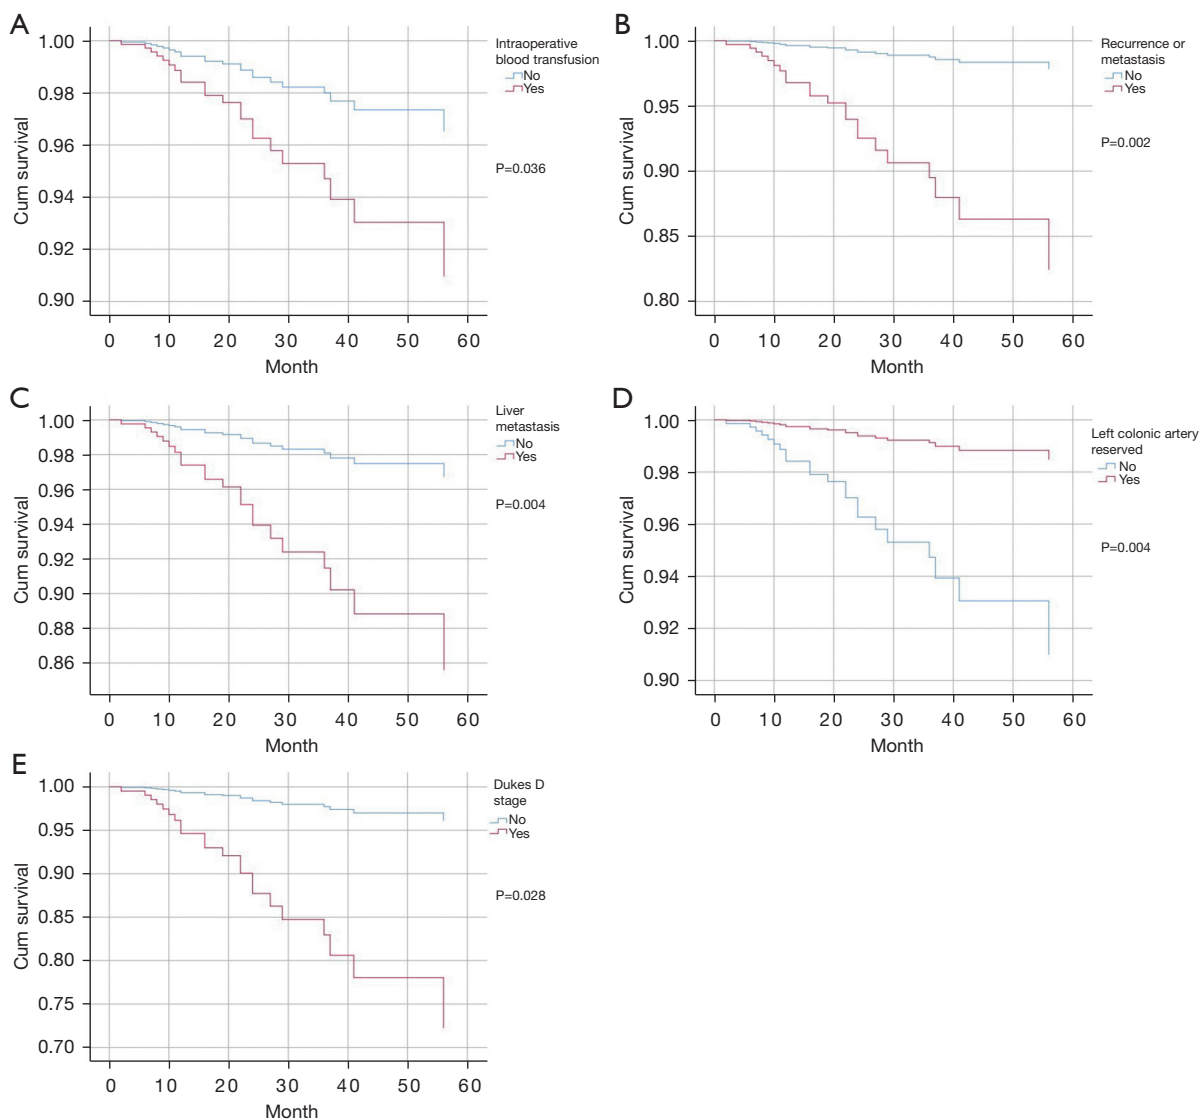 A
1.00
0.98
0.96
0.94
0.92
0.90
Cum survival
0 10 20 30 40 50 60
Month
Intraoperative
blood transfusion
No
Yes
P=0.036
B
1.00
0.95
0.90
0.85
0.80
Cum survival
0 10 20 30 40 50 60
Month
Recurrence or
metastasis
No
Yes
P=0.002
C
1.00
0.98
0.96
0.94
0.92
0.90
0.88
0.86
Cum survival
0 10 20 30 40 50 60
Month
Liver
metastasis
No
Yes
P=0.004
D
1.00
0.98
0.96
0.94
0.92
0.90
Cum survival
0 10 20 30 40 50 60
Month
Left colonic artery
reserved
No
Yes
P=0.004
E
1.00
0.95
0.90
0.85
0.80
0.75
0.70
Cum survival
0 10 20 30 40 50 60
Month
Dukes D
stage
No
Yes
P=0.028